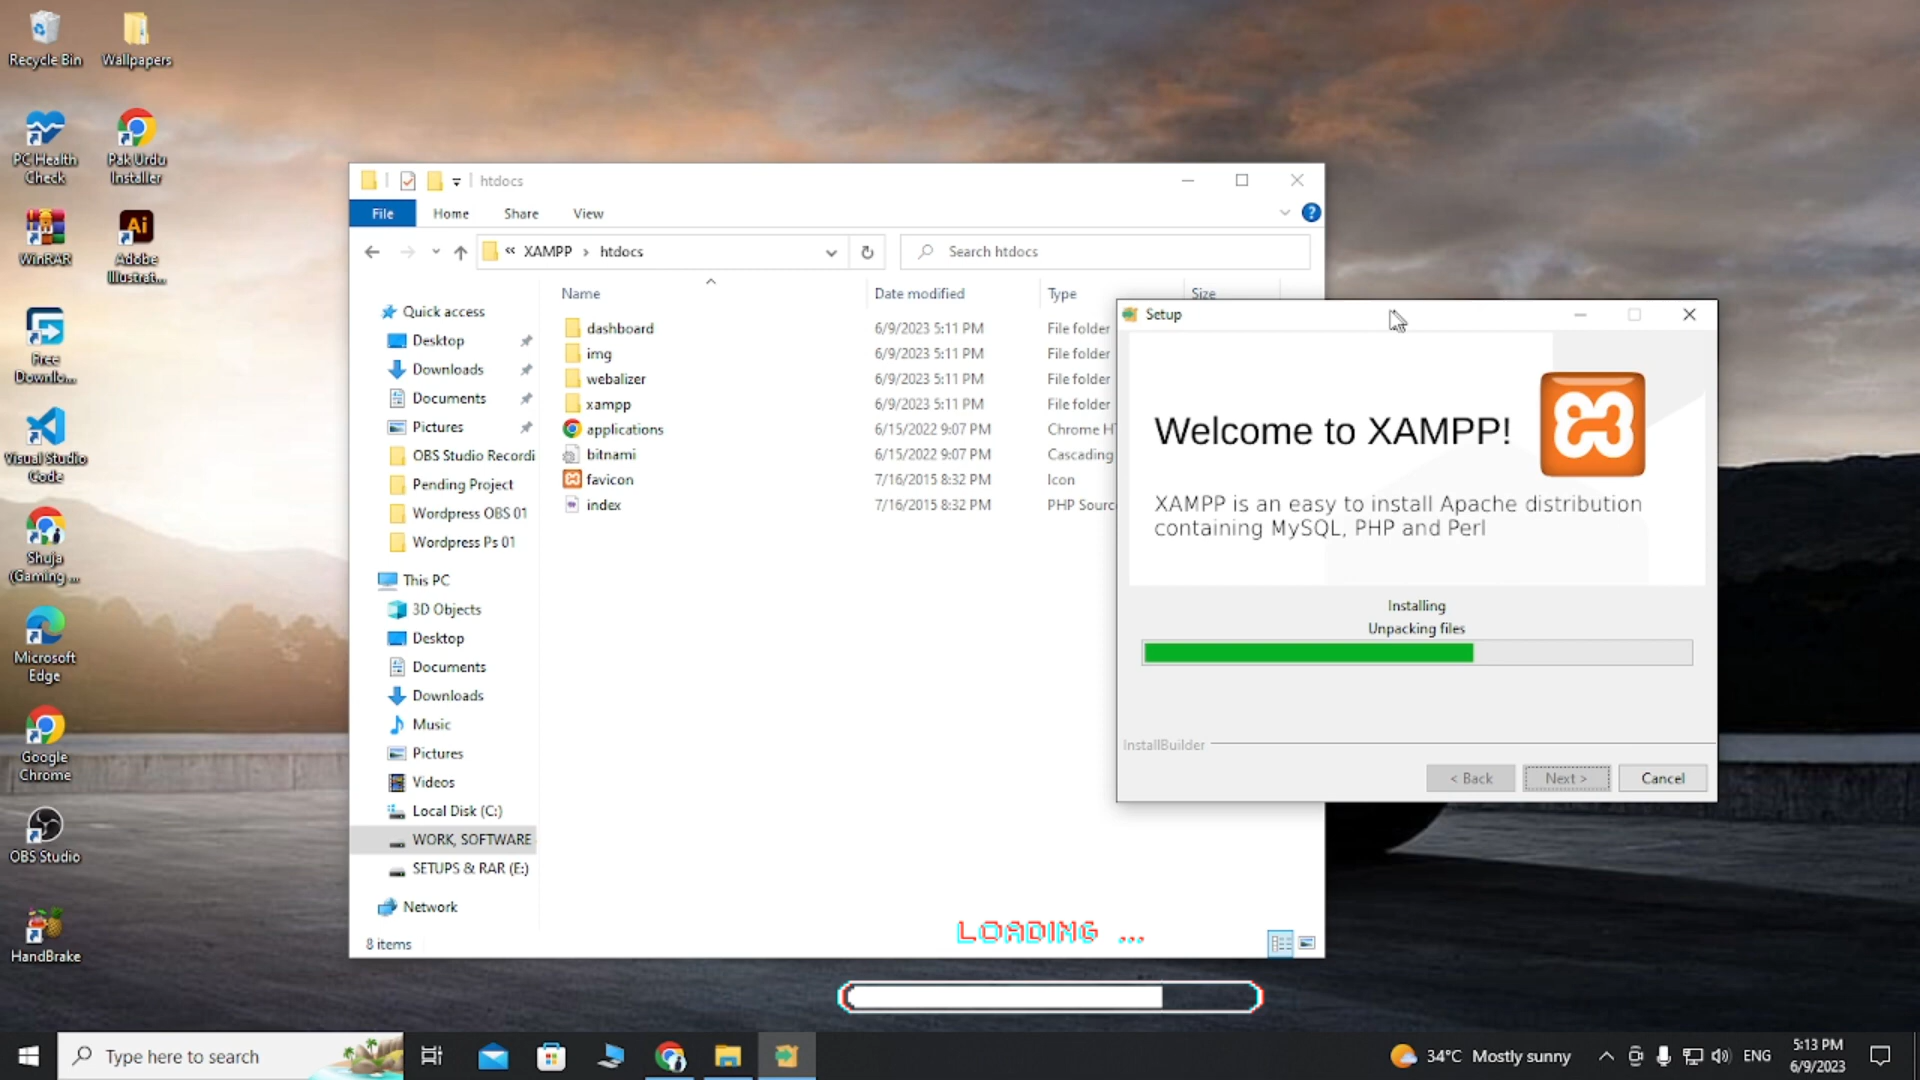 Recycle Bin
Wallpapers
PC Health
Check
Pak Urdu
Installer
WinRAR
Adobe
Illustrat...
Free
Downlo...
Visual Studio
Code
Shuja
(Gaming ...
Microsoft
Edge
Google
Chrome
OBS Studio
HandBrake
htdocs
File
Home
Share
View
XAMPP
htdocs
Search htdocs
Name
Date modified
Type
Size
Quick access
Desktop
Downloads
Documents
Pictures
OBS Studio Recordi
Pending Project
Wordpress OBS 01
Wordpress Ps 01
This PC
3D Objects
Desktop
Documents
Downloads
Music
Pictures
Videos
Local Disk (C:)
WORK, SOFTWARE
SETUPS & RAR (E:)
Network
dashboard 6/9/2023 5:11 PM File folder
img 6/9/2023 5:11 PM File folder
webalizer 6/9/2023 5:11 PM File folder
xampp 6/9/2023 5:11 PM File folder
applications 6/15/2022 9:07 PM Chrome H
bitnami 6/15/2022 9:07 PM Cascading
favicon 7/16/2015 8:32 PM Icon
index 7/16/2015 8:32 PM PHP Sourc
8 items
Setup
Welcome to XAMPP!
XAMPP is an easy to install Apache distribution
containing MySQL, PHP and Perl
Installing
Unpacking files
InstallBuilder
< Back
Next >
Cancel
LOADING ...
Type here to search
34°C Mostly sunny
ENG
5:13 PM
6/9/2023